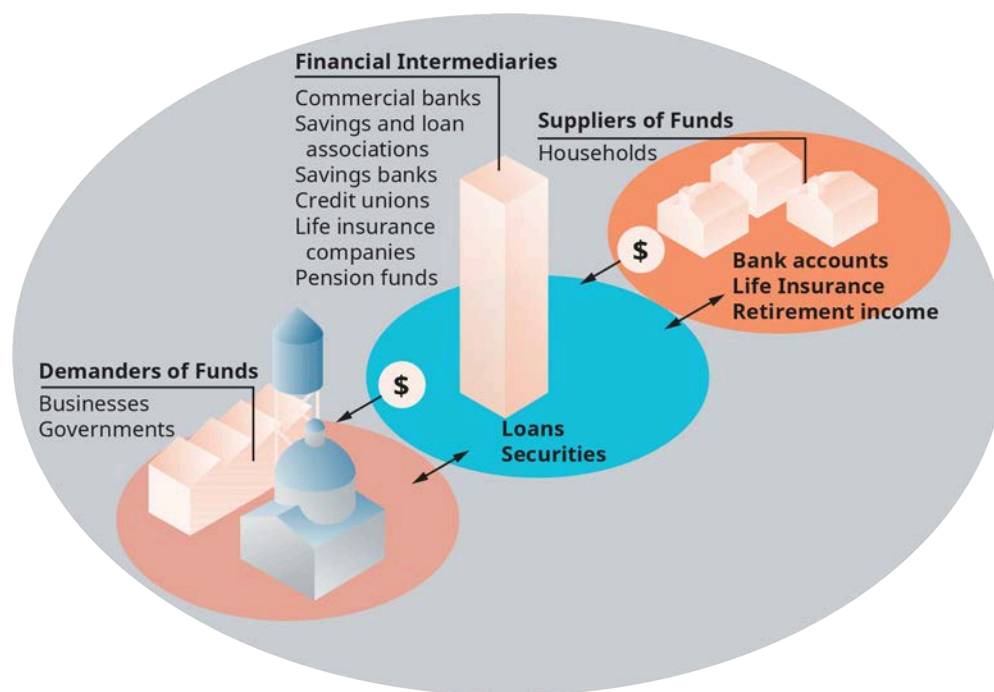 Financial Intermediaries
Commercial banks
Savings and loan
associations
Savings banks
Credit unions
Life insurance
companies
Pension funds
Suppliers of Funds
Households
$
Bank accounts
Life Insurance
Retirement income
Demanders of Funds
Businesses
Governments
$
Loans
Securities